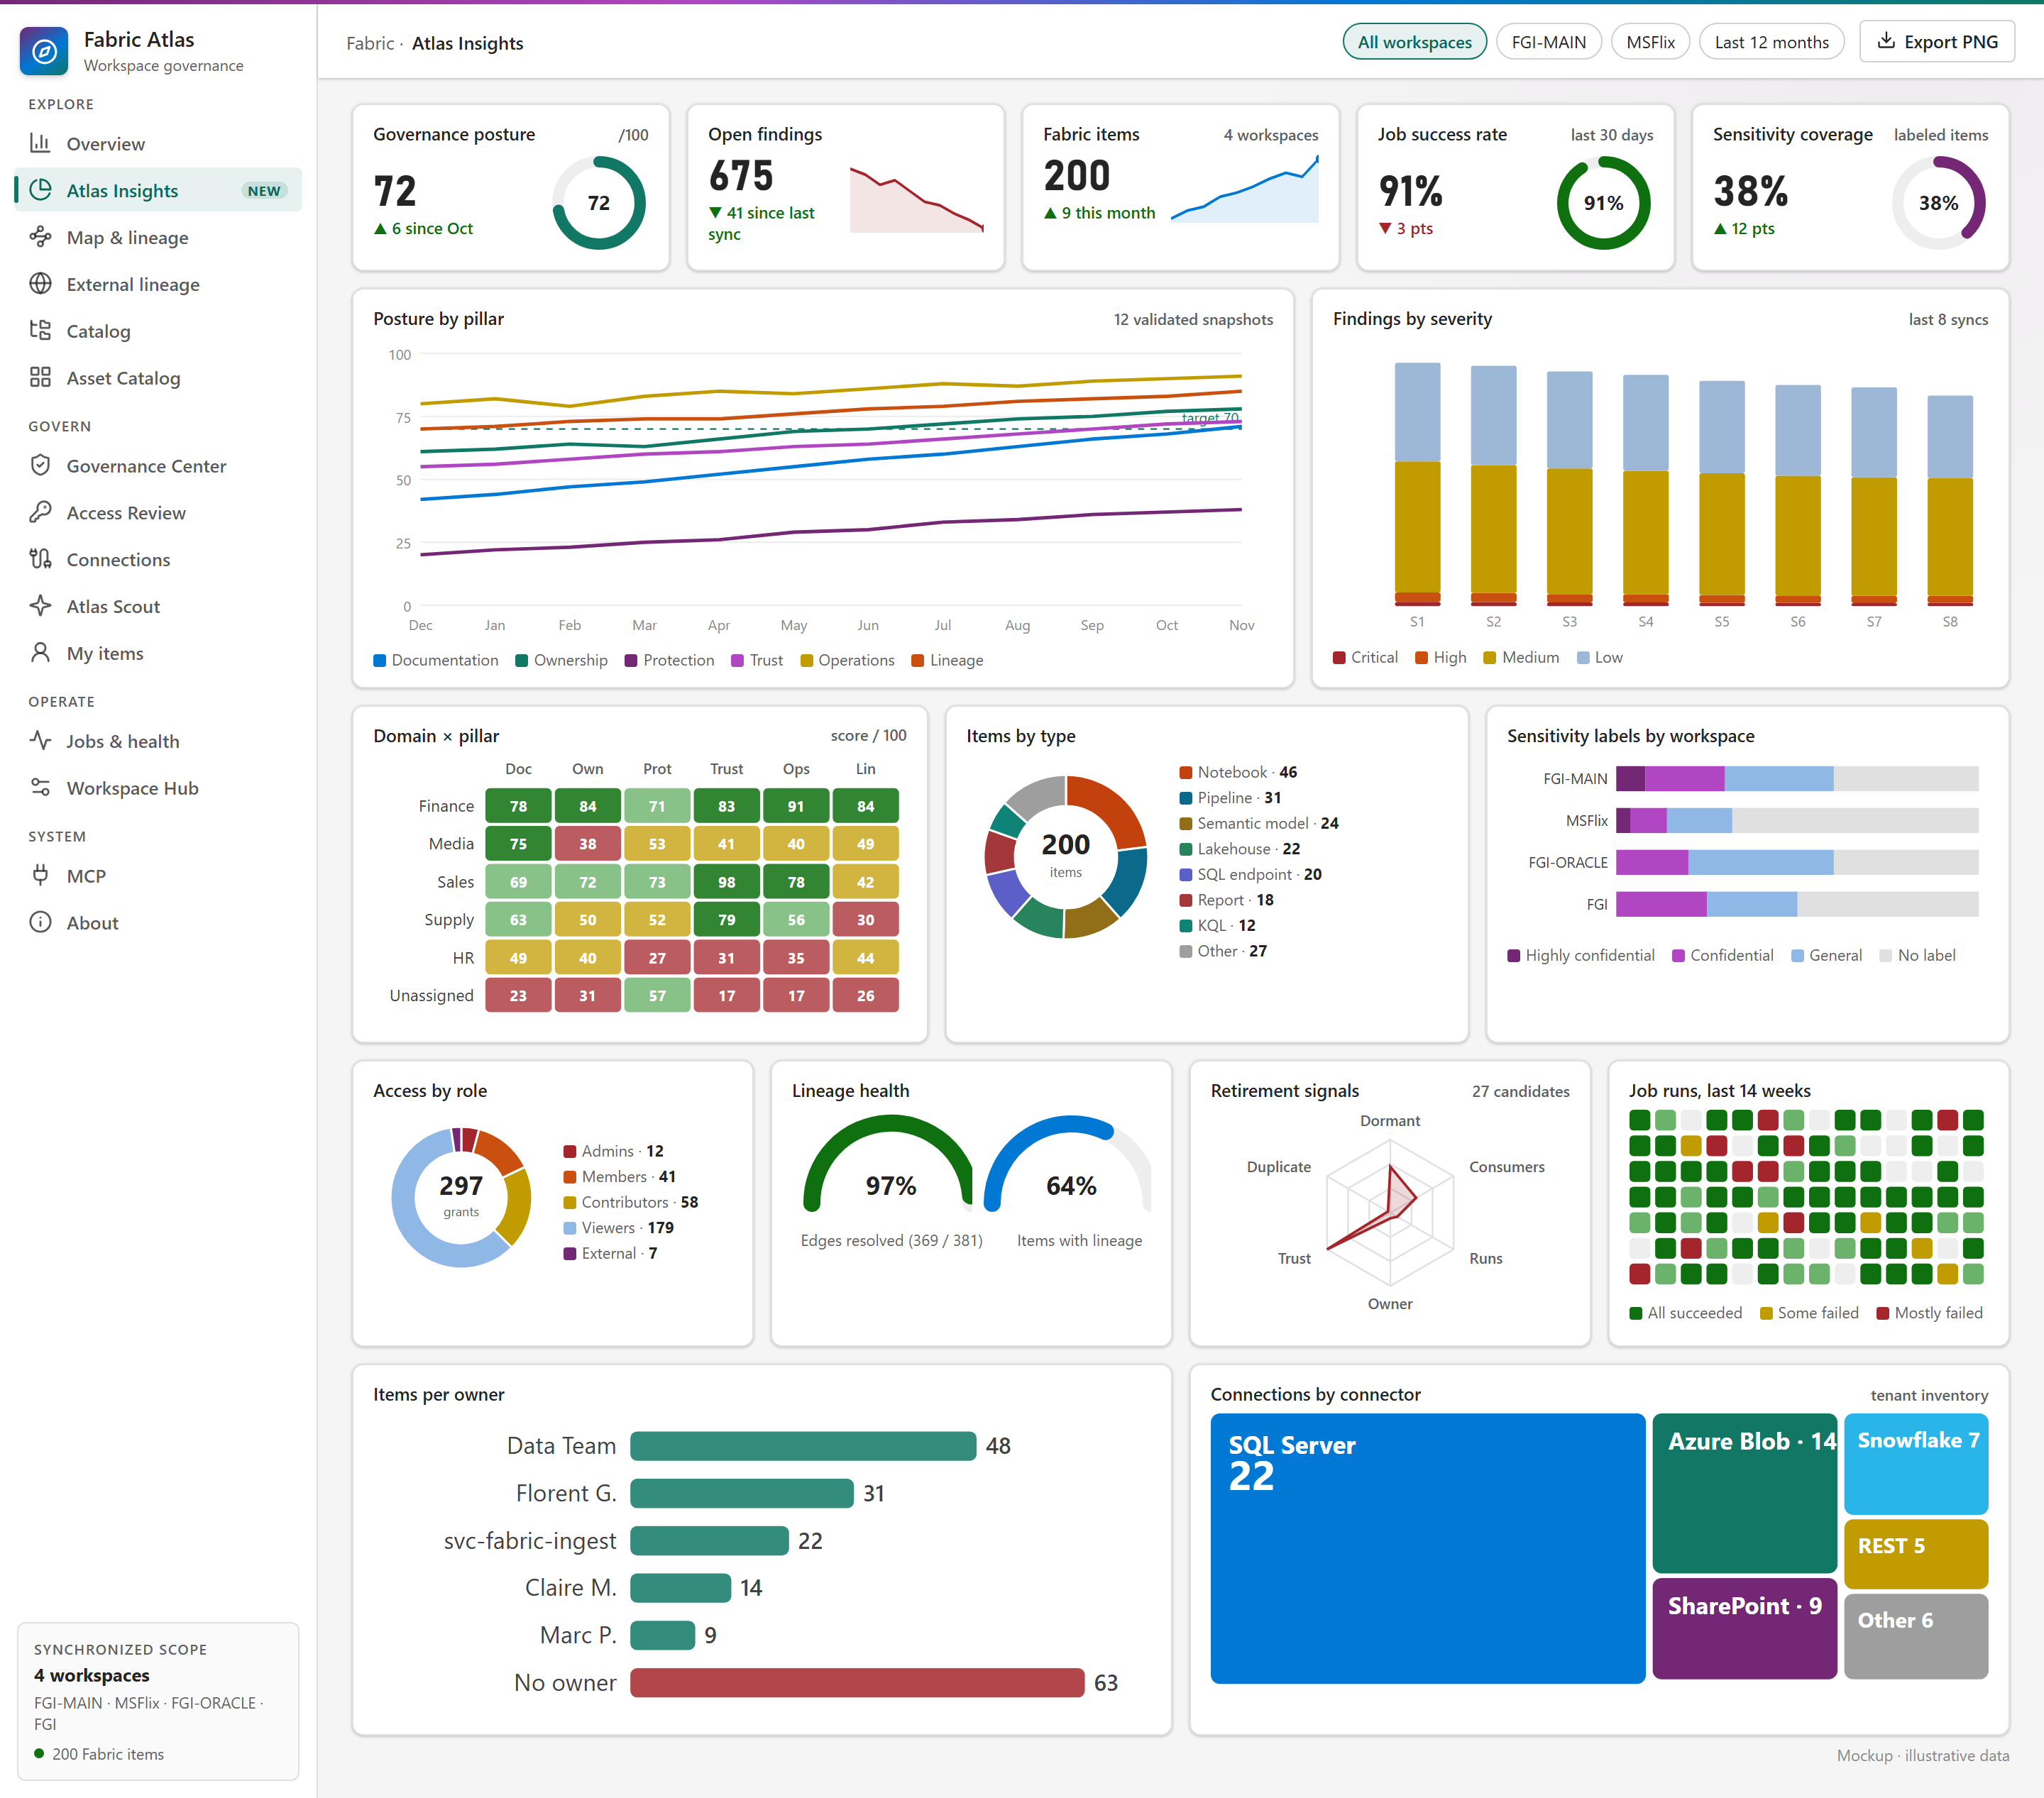 Fabric Atlas
Workspace governance
EXPLORE
Overview
Atlas Insights NEW
Map & lineage
External lineage
Catalog
Asset Catalog
GOVERN
Governance Center
Access Review
Connections
Atlas Scout
My items
OPERATE
Jobs & health
Workspace Hub
SYSTEM
MCP
About
SYNCHRONIZED SCOPE
4 workspaces
FGI-MAIN · MSFlix · FGI-ORACLE ·
FGI
200 Fabric items
Fabric · Atlas Insights
All workspaces FGI-MAIN MSFlix Last 12 months Export PNG
Governance posture /100
72
▲ 6 since Oct
72
Open findings
675
▼ 41 since last
sync
Fabric items 4 workspaces
200
▲ 9 this month
Job success rate last 30 days
91%
▼ 3 pts
91%
Sensitivity coverage labeled items
38%
▲ 12 pts
38%
Posture by pillar 12 validated snapshots
100
75
50
25
0
target 70
Dec Jan Feb Mar Apr May Jun Jul Aug Sep Oct Nov
Documentation Ownership Protection Trust Operations Lineage
Findings by severity last 8 syncs
S1 S2 S3 S4 S5 S6 S7 S8
Critical High Medium Low
Domain × pillar score / 100
Doc Own Prot Trust Ops Lin
Finance 78 84 71 83 91 84
Media 75 38 53 41 40 49
Sales 69 72 73 98 78 42
Supply 63 50 52 79 56 30
HR 49 40 27 31 35 44
Unassigned 23 31 57 17 17 26
Items by type
200
items
Notebook · 46
Pipeline · 31
Semantic model · 24
Lakehouse · 22
SQL endpoint · 20
Report · 18
KQL · 12
Other · 27
Sensitivity labels by workspace
FGI-MAIN
MSFlix
FGI-ORACLE
FGI
Highly confidential Confidential General No label
Access by role
297
grants
Admins · 12
Members · 41
Contributors · 58
Viewers · 179
External · 7
Lineage health
97%
Edges resolved (369 / 381)
64%
Items with lineage
Retirement signals 27 candidates
Dormant
Duplicate Consumers
Trust Runs
Owner
Job runs, last 14 weeks
All succeeded Some failed Mostly failed
Items per owner
Data Team 48
Florent G. 31
svc-fabric-ingest 22
Claire M. 14
Marc P. 9
No owner 63
Connections by connector tenant inventory
SQL Server
22
Azure Blob · 14
SharePoint · 9
Snowflake 7
REST 5
Other 6
Mockup · illustrative data